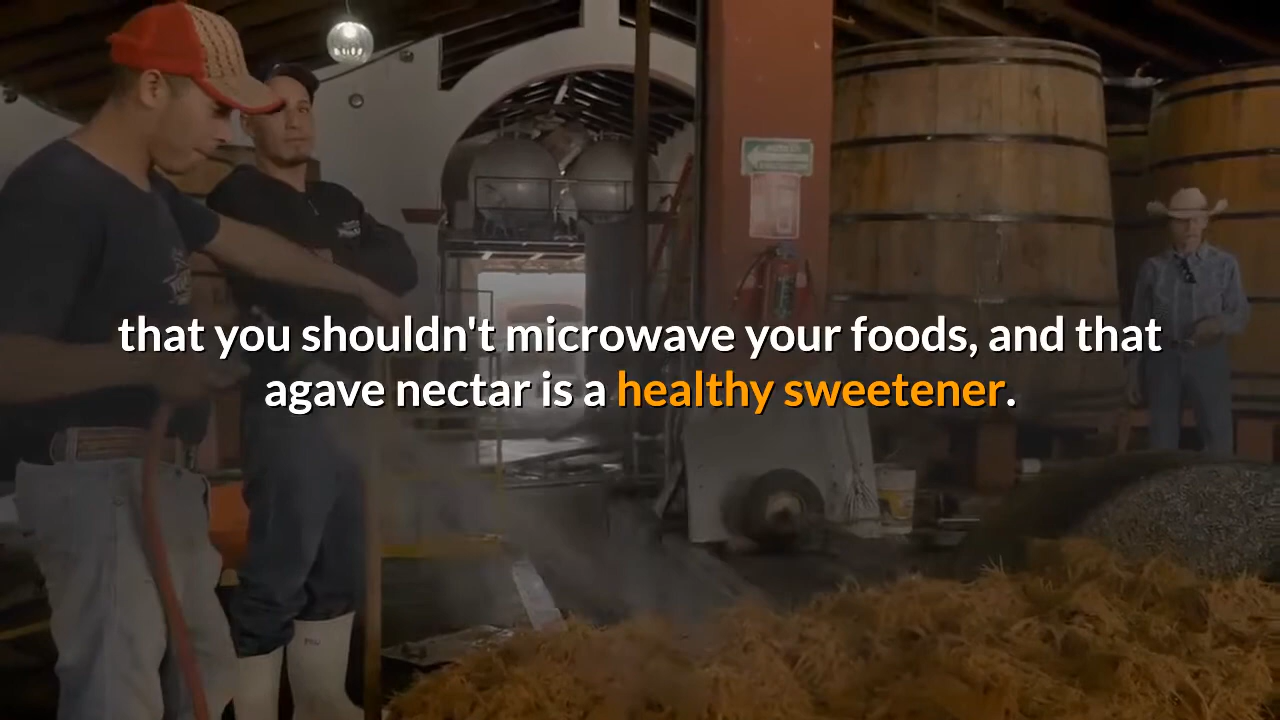 that you shouldn't microwave your foods, and that
agave nectar is a healthy sweetener.